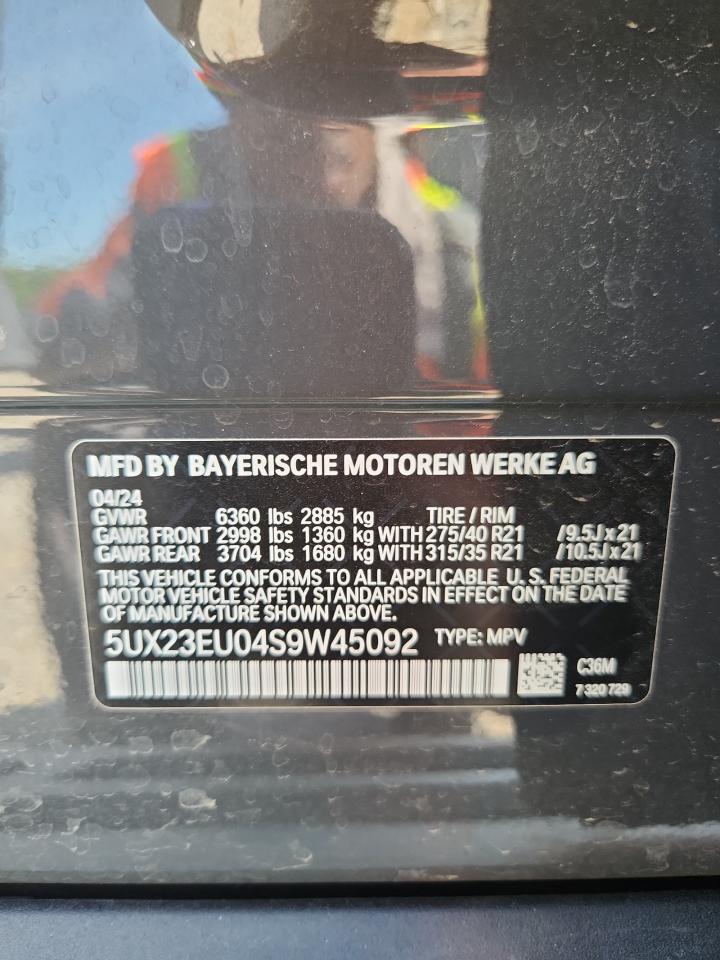 MFD BY BAYERISCHE MOTOREN WERKE AG
04/24
GVWR 6360 lbs 2885 kg TIRE / RIM
GAWR FRONT 2998 lbs 1360 kg WITH 275/40 R21 /9.5J x 21
GAWR REAR 3704 lbs 1680 kg WITH 315/35 R21 /10.5J x 21
THIS VEHICLE CONFORMS TO ALL APPLICABLE U. S. FEDERAL
MOTOR VEHICLE SAFETY STANDARDS IN EFFECT ON THE DATE
OF MANUFACTURE SHOWN ABOVE.
5UX23EU04S9W45092 TYPE: MPV
C36M
7 320 729